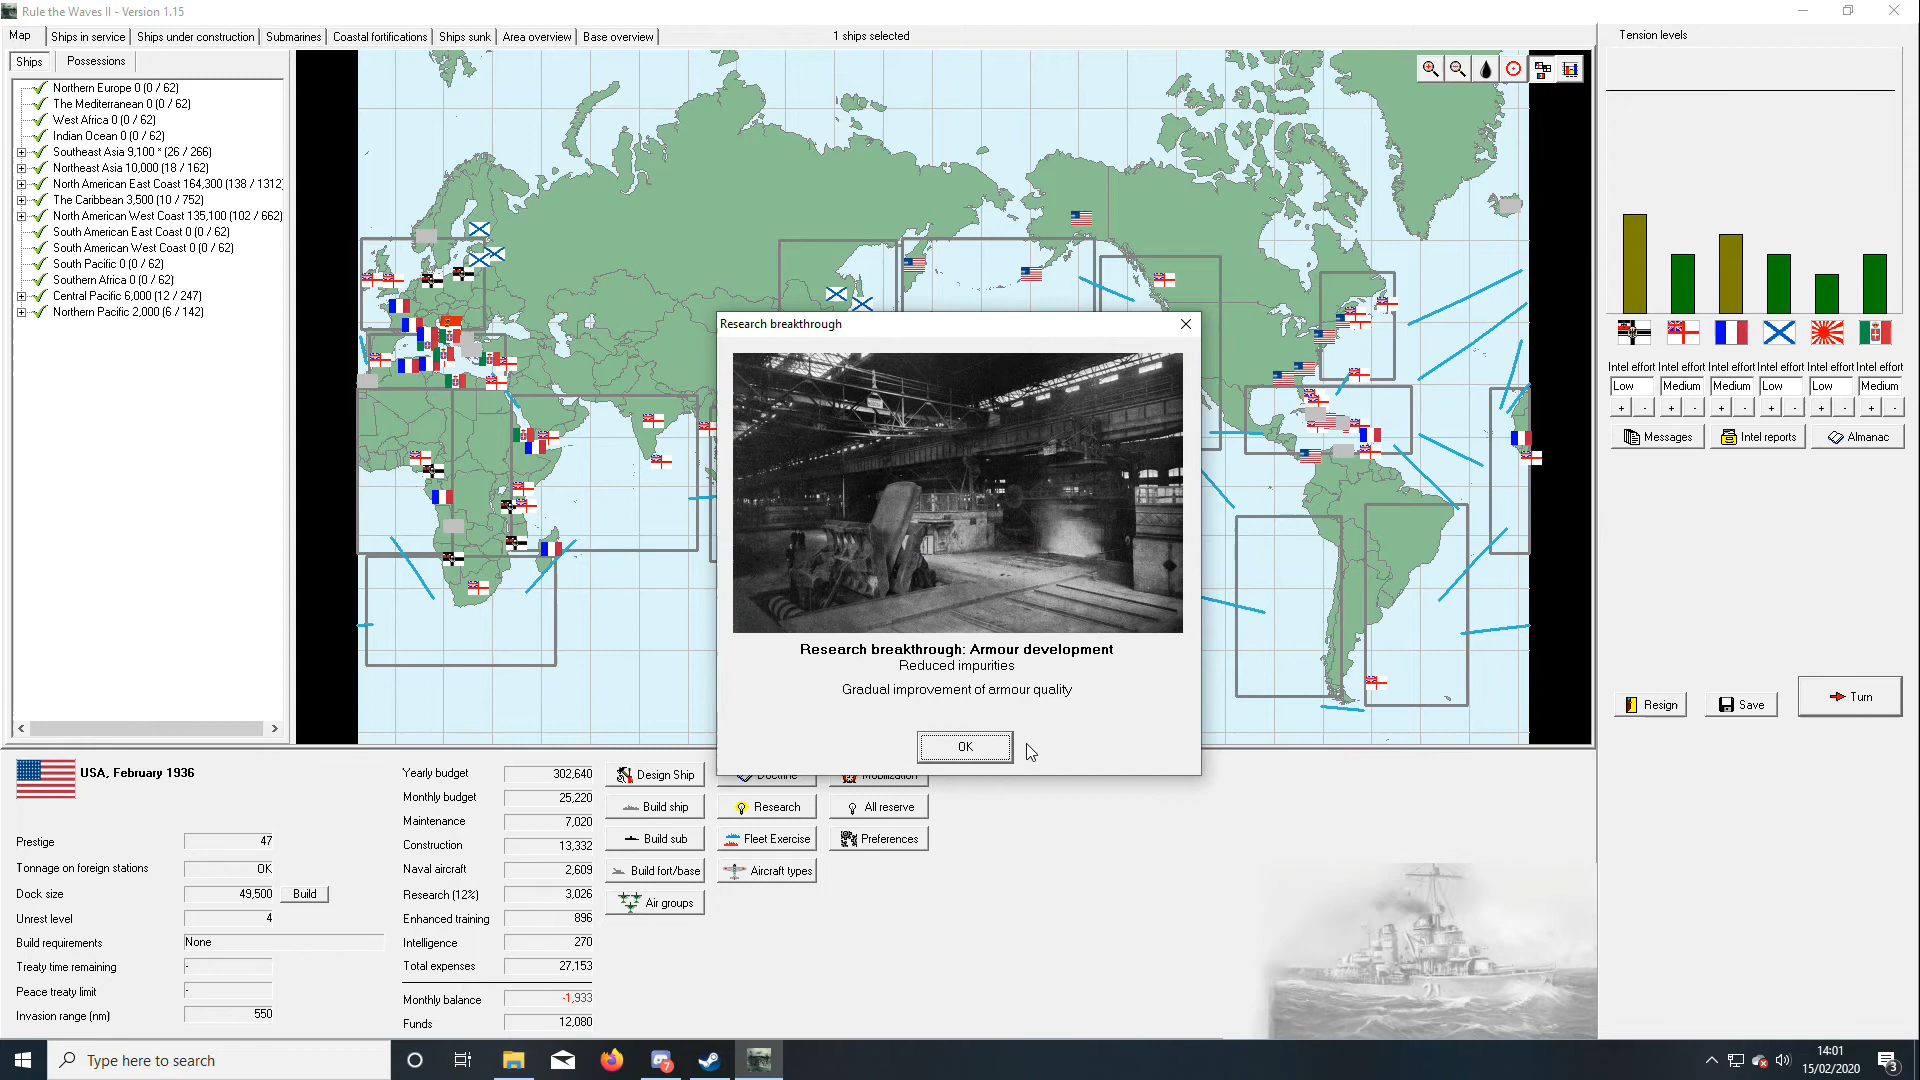 Rule the Waves II - Version 1.15
Map
Ships in service
Ships under construction
Submarines
Coastal fortifications
Ships sunk
Area overview
Base overview
1 ships selected
Tension levels
Ships
Possessions
Northern Europe 0 (0 / 62)
The Mediterranean 0 (0 / 62)
West Africa 0 (0 / 62)
Indian Ocean 0 (0 / 62)
Southeast Asia 9,100 * (26 / 266)
Northeast Asia 10,000 (18 / 162)
North American East Coast 164,300 (138 / 1312)
The Caribbean 3,500 (10 / 752)
North American West Coast 135,100 (102 / 662)
South American East Coast 0 (0 / 62)
South American West Coast 0 (0 / 62)
South Pacific 0 (0 / 62)
Southern Africa 0 (0 / 62)
Central Pacific 6,000 (12 / 247)
Northern Pacific 2,000 (6 / 142)
Research breakthrough
Research breakthrough: Armour development
Reduced impurities
Gradual improvement of armour quality
OK
Intel effort Intel effort Intel effort Intel effort Intel effort Intel effort
Low Medium Medium Low Low Medium
+ - + - + - + - + - + -
Messages
Intel reports
Almanac
Resign
Save
Turn
USA, February 1936
Prestige 47
Tonnage on foreign stations OK
Dock size 49,500 Build
Unrest level 4
Build requirements None
Treaty time remaining -
Peace treaty limit -
Invasion range (nm) 550
Yearly budget 302,640
Monthly budget 25,220
Maintenance 7,020
Construction 13,332
Naval aircraft 2,609
Research (12%) 3,026
Enhanced training 896
Intelligence 270
Total expenses 27,153
Monthly balance -1,933
Funds 12,080
Design Ship
Doctrine
Mobilization
Build ship
Research
All reserve
Build sub
Fleet Exercise
Preferences
Build fort/base
Aircraft types
Air groups
Type here to search
7
14:01
15/02/2020
3